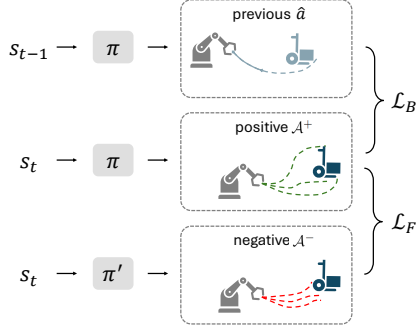 previous â
s_{t−1} → π →
positive 𝒜⁺
ℒ_B
s_t → π →
ℒ_F
negative 𝒜⁻
s_t → π′ →